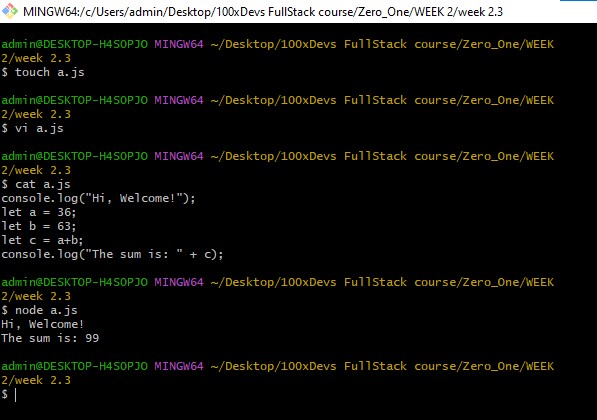 MINGW64:/c/Users/admin/Desktop/100xDevs FullStack course/Zero_One/WEEK 2/week 2.3
admin@DESKTOP-H4SOPJO MINGW64 ~/Desktop/100xDevs FullStack course/Zero_One/WEEK
2/week 2.3
$ touch a.js
admin@DESKTOP-H4SOPJO MINGW64 ~/Desktop/100xDevs FullStack course/Zero_One/WEEK
2/week 2.3
$ vi a.js
admin@DESKTOP-H4SOPJO MINGW64 ~/Desktop/100xDevs FullStack course/Zero_One/WEEK
2/week 2.3
$ cat a.js
console.log("Hi, Welcome!");
let a = 36;
let b = 63;
let c = a+b;
console.log("The sum is: " + c);
admin@DESKTOP-H4SOPJO MINGW64 ~/Desktop/100xDevs FullStack course/Zero_One/WEEK
2/week 2.3
$ node a.js
Hi, Welcome!
The sum is: 99
admin@DESKTOP-H4SOPJO MINGW64 ~/Desktop/100xDevs FullStack course/Zero_One/WEEK
2/week 2.3
$